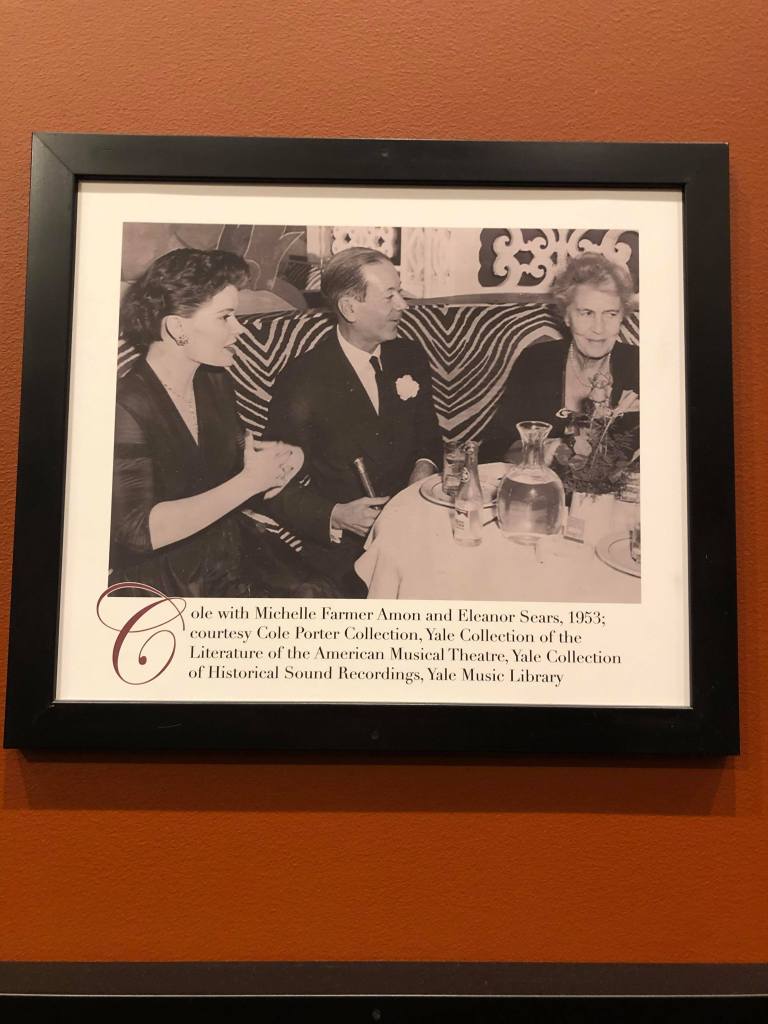 Cole with Michelle Farmer Amon and Eleanor Sears, 1953;
courtesy Cole Porter Collection, Yale Collection of the
Literature of the American Musical Theatre, Yale Collection
of Historical Sound Recordings, Yale Music Library